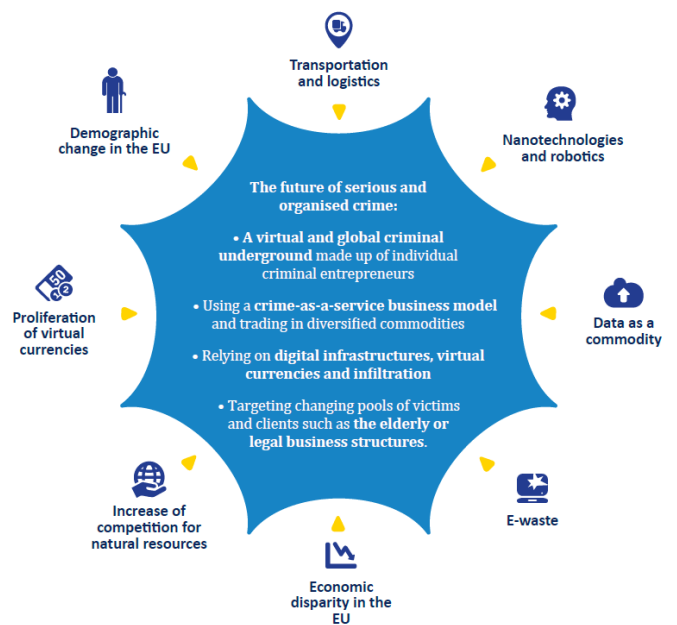 Transportation
and logistics
Demographic
change in the EU
Nanotechnologies
and robotics
The future of serious and
organised crime:
• A virtual and global criminal
underground made up of individual
criminal entrepreneurs
• Using a crime-as-a-service business model
and trading in diversified commodities
• Relying on digital infrastructures, virtual
currencies and infiltration
• Targeting changing pools of victims
and clients such as the elderly or
legal business structures.
50
1 2
Proliferation
of virtual
currencies
Data as a
commodity
Increase of
competition for
natural resources
E-waste
Economic
disparity in the
EU